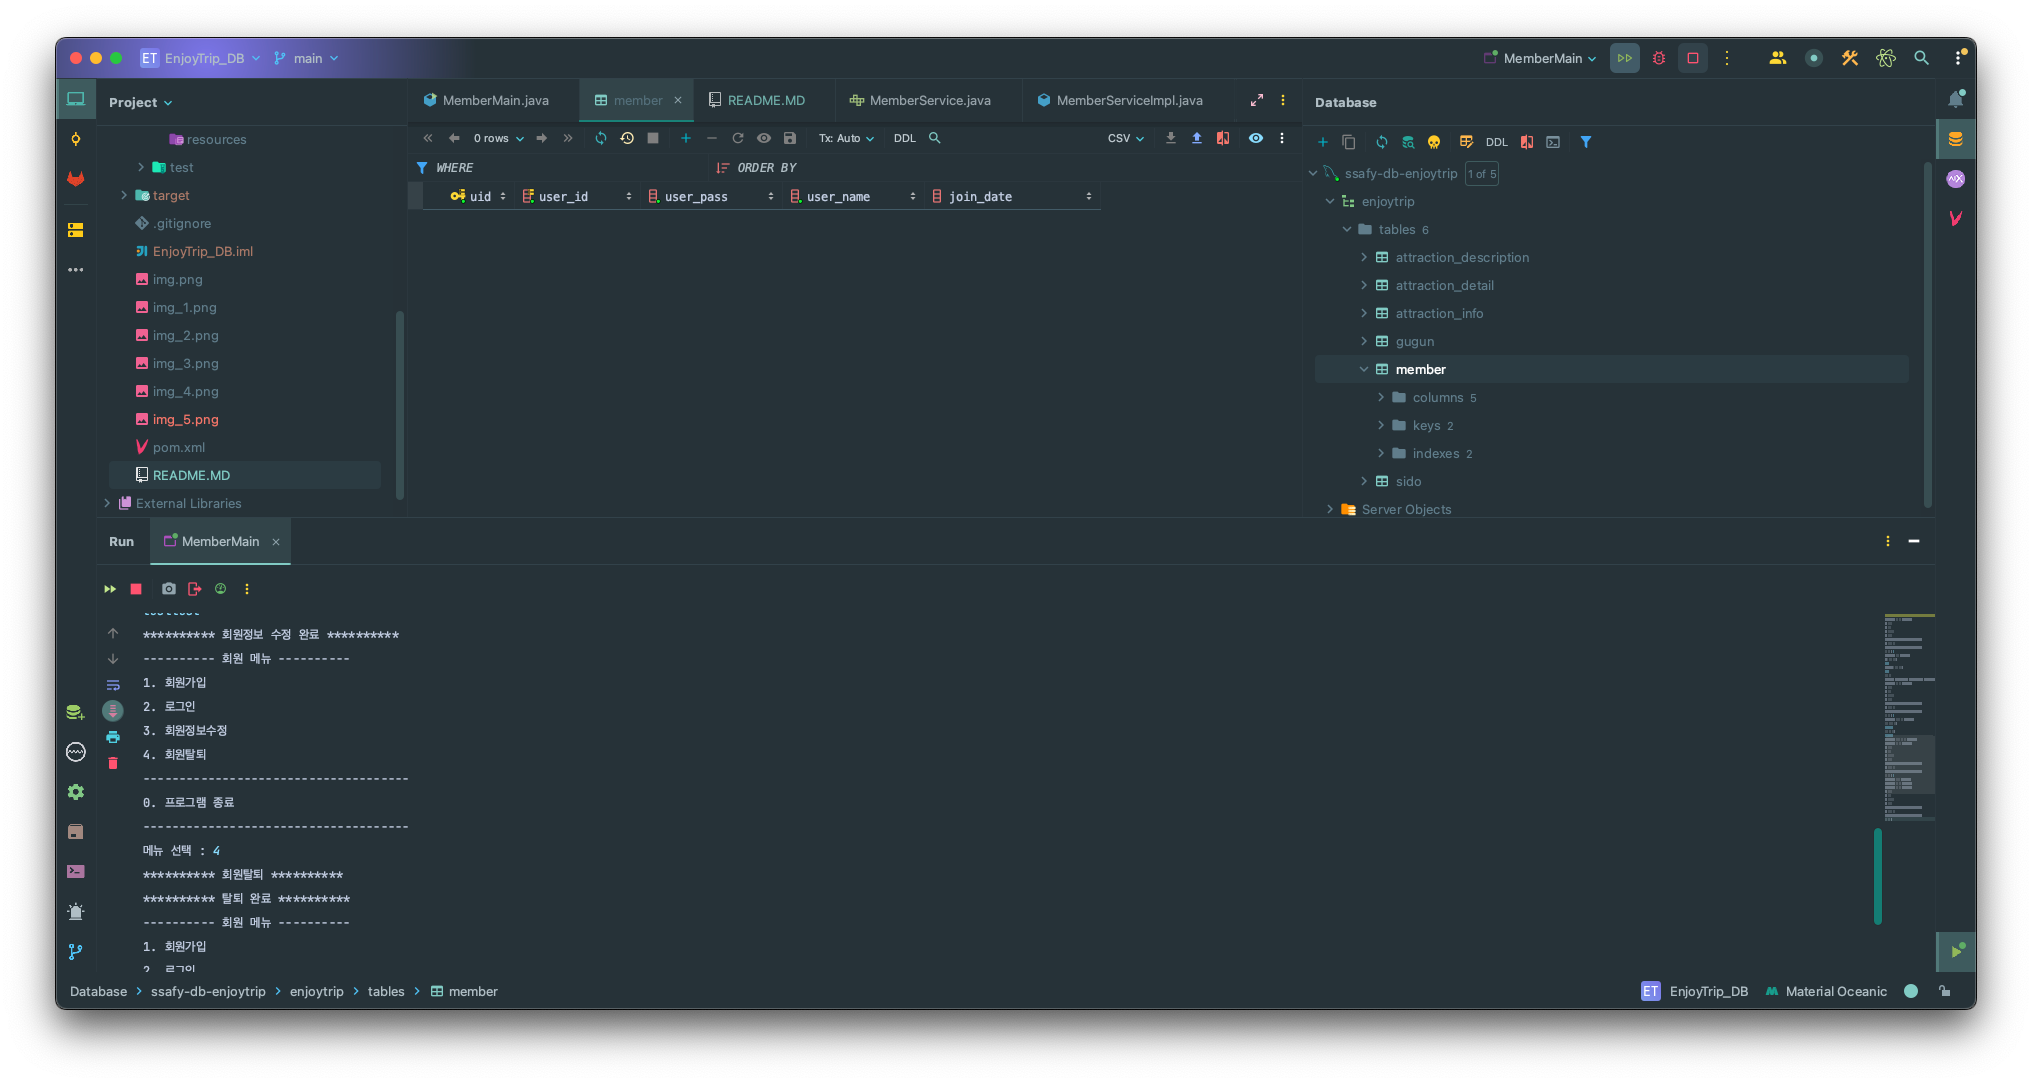 ET EnjoyTrip_DB main MemberMain
Project
resources
test
target
.gitignore
EnjoyTrip_DB.iml
img.png
img_1.png
img_2.png
img_3.png
img_4.png
img_5.png
pom.xml
README.MD
External Libraries
MemberMain.java member README.MD MemberService.java MemberServiceImpl.java
0 rows Tx: Auto DDL CSV
WHERE ORDER BY
uid user_id user_pass user_name join_date
Database
DDL
ssafy-db-enjoytrip 1 of 5
enjoytrip
tables 6
attraction_description
attraction_detail
attraction_info
gugun
member
columns 5
keys 2
indexes 2
sido
Server Objects
Run MemberMain
********** 회원정보 수정 완료 **********
---------- 회원 메뉴 ----------
1. 회원가입
2. 로그인
3. 회원정보수정
4. 회원탈퇴
-------------------------------------
0. 프로그램 종료
-------------------------------------
메뉴 선택 : 4
********** 회원탈퇴 **********
********** 탈퇴 완료 **********
---------- 회원 메뉴 ----------
1. 회원가입
2. 로그인
Database ssafy-db-enjoytrip enjoytrip tables member
ET EnjoyTrip_DB Material Oceanic